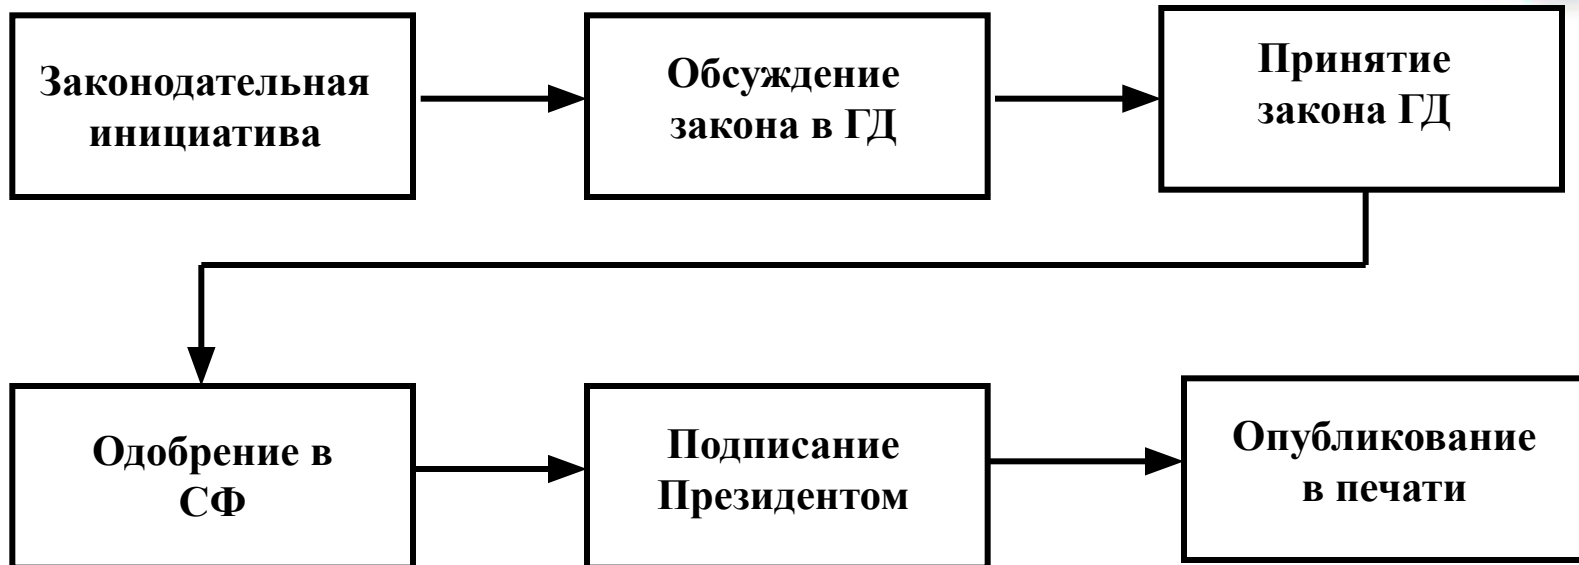 Законодательная
инициатива
Обсуждение
закона в ГД
Принятие
закона ГД
Одобрение в
СФ
Подписание
Президентом
Опубликование
в печати